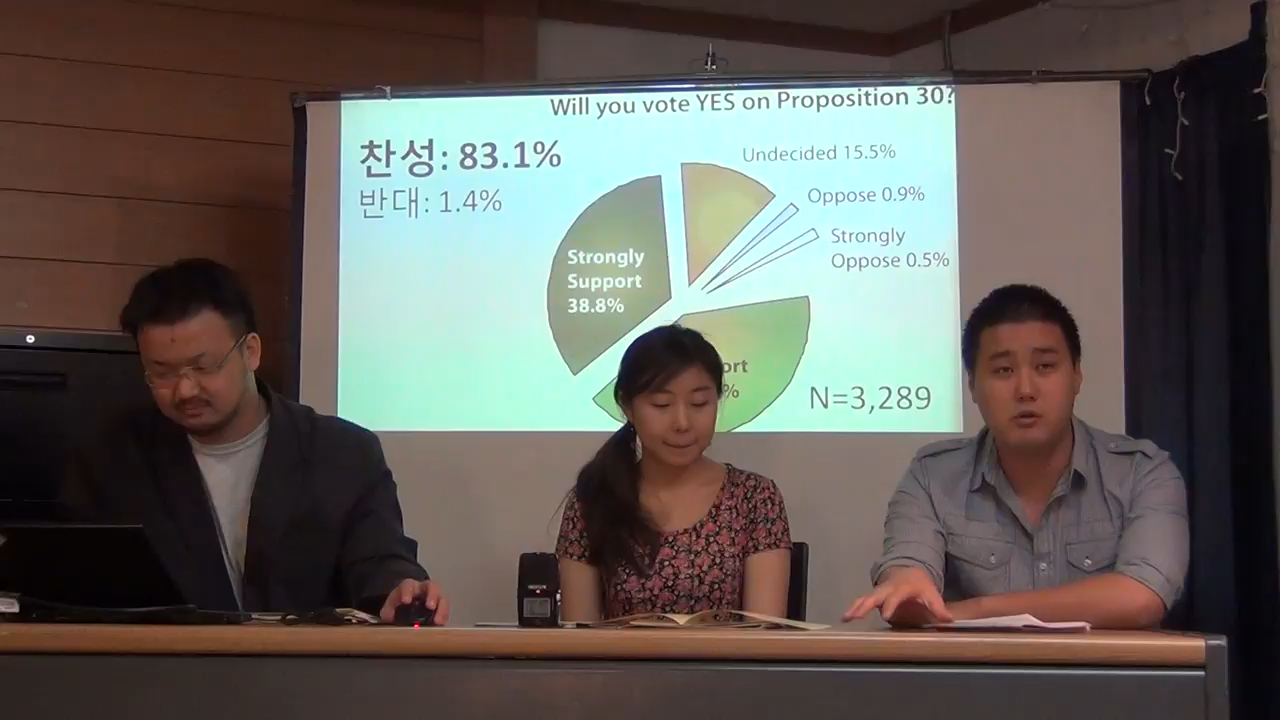 Will you vote YES on Proposition 30?
찬성: 83.1%
반대: 1.4%
Undecided 15.5%
Oppose 0.9%
Strongly
Oppose 0.5%
Strongly
Support
38.8%
ort
%
N=3,289